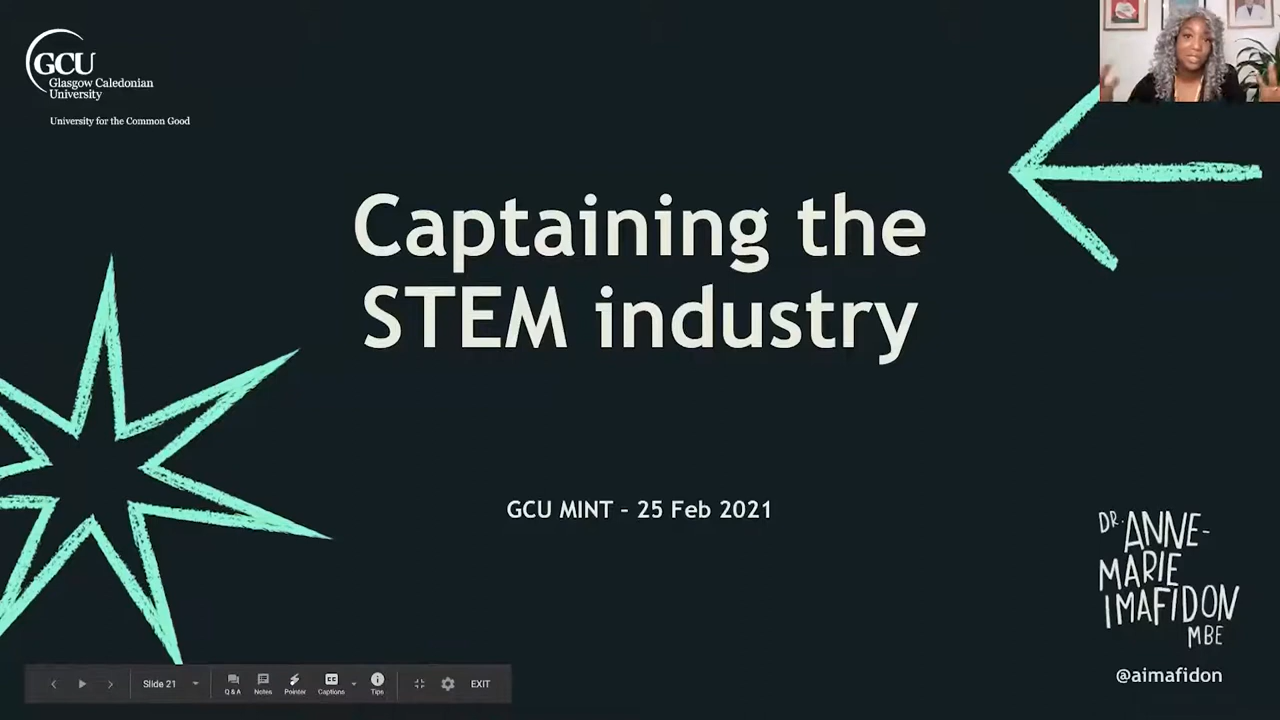 GCU
Glasgow Caledonian
University
University for the Common Good
Captaining the
STEM industry
GCU MINT - 25 Feb 2021
DR. ANNE-
MARIE
IMAFIDON
MBE
@aimafidon
Slide 21
Q & A
Notes
Pointer
Captions
Tips
EXIT